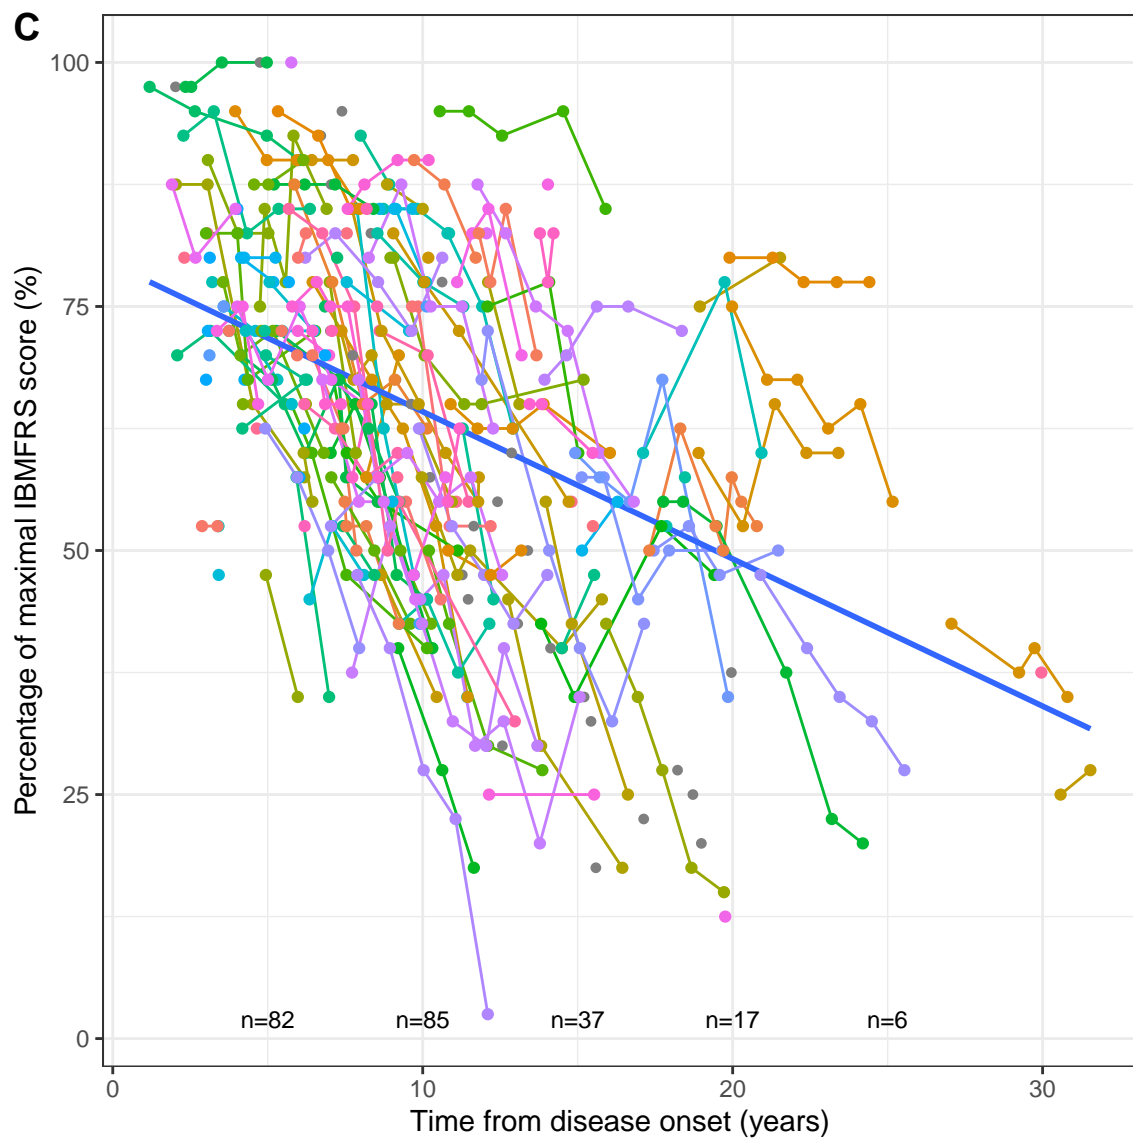 C
Percentage of maximal IBMFRS score (%)
100
75
50
25
0
n=82 n=85 n=37 n=17 n=6
0 10 20 30
Time from disease onset (years)